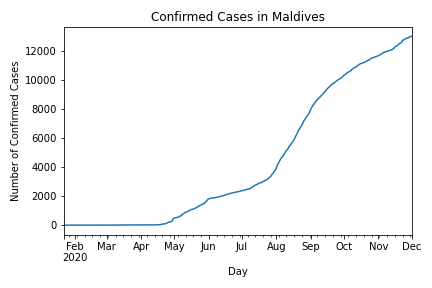 Confirmed Cases in Maldives
Number of Confirmed Cases
12000
10000
8000
6000
4000
2000
0
Feb Mar Apr May Jun Jul Aug Sep Oct Nov Dec
2020
Day